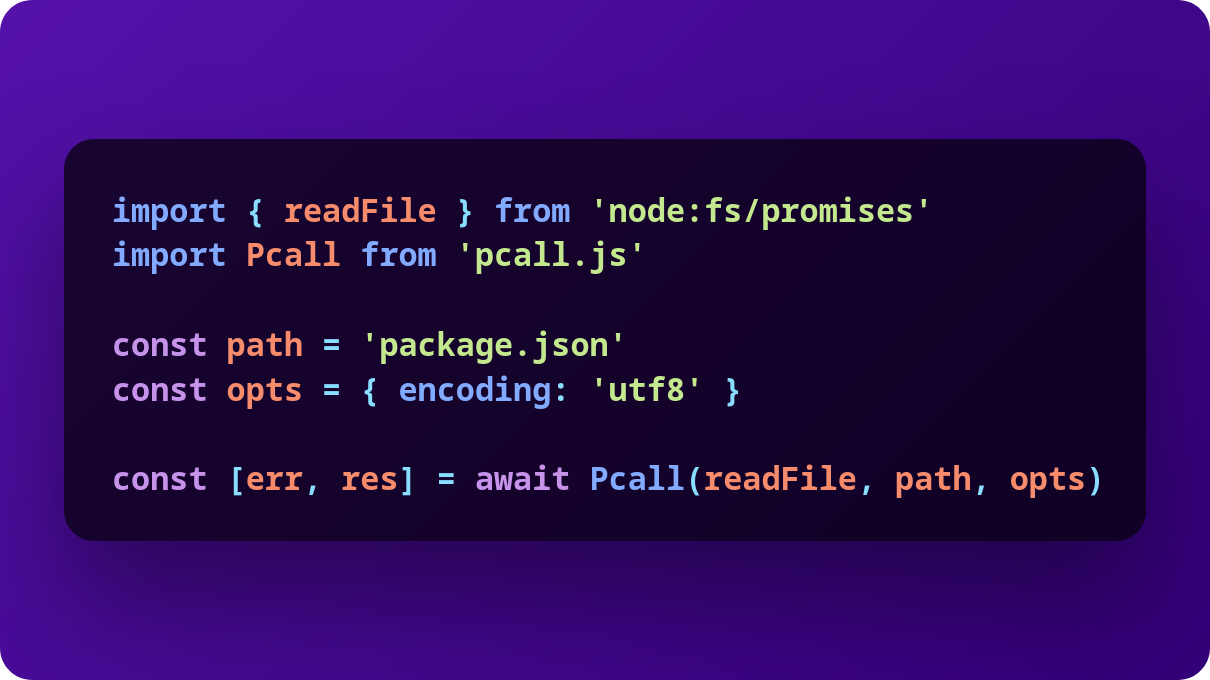 import { readFile } from 'node:fs/promises'
import Pcall from 'pcall.js'
const path = 'package.json'
const opts = { encoding: 'utf8' }
const [err, res] = await Pcall(readFile, path, opts)